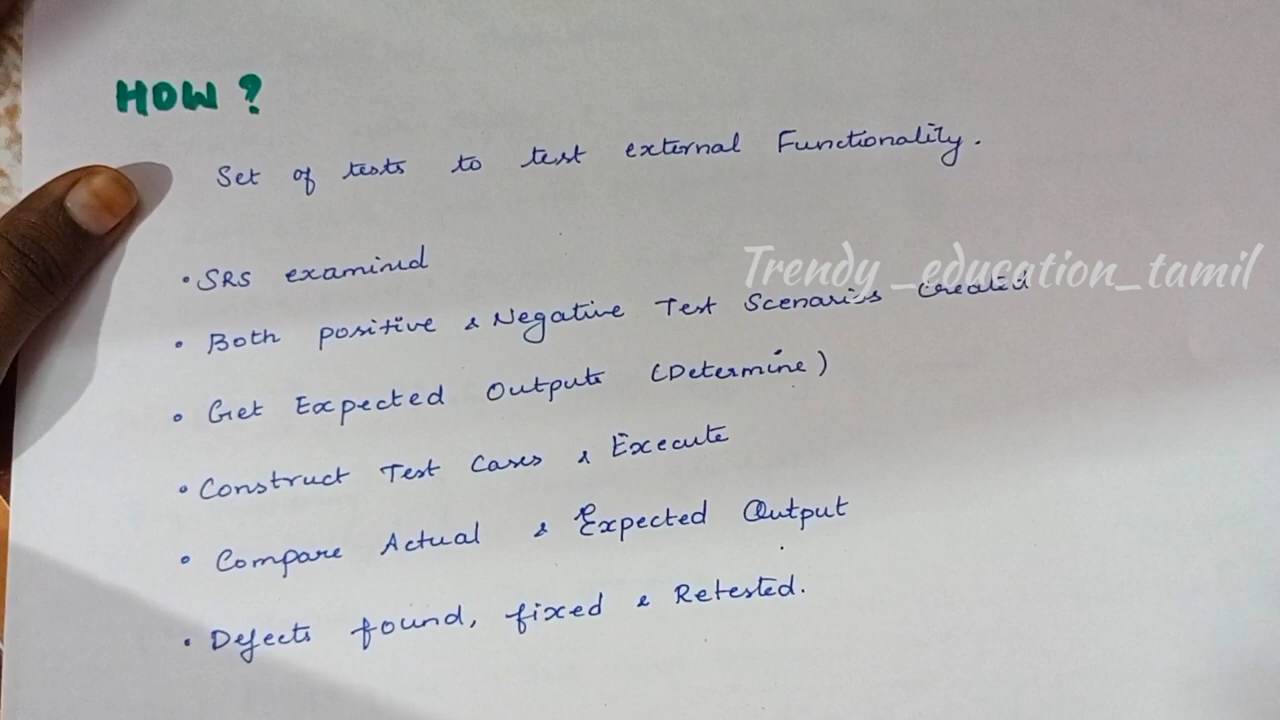 HOW ?
Set of tests to test external Functionality.
Trendy_education_tamil
• SRS examined
• Both positive & Negative Test Scenarios created
• Get Expected Outputs (Determine)
• Construct Test Cases & Execute
• Compare Actual & Expected Output
• Defects found, fixed & Retested.